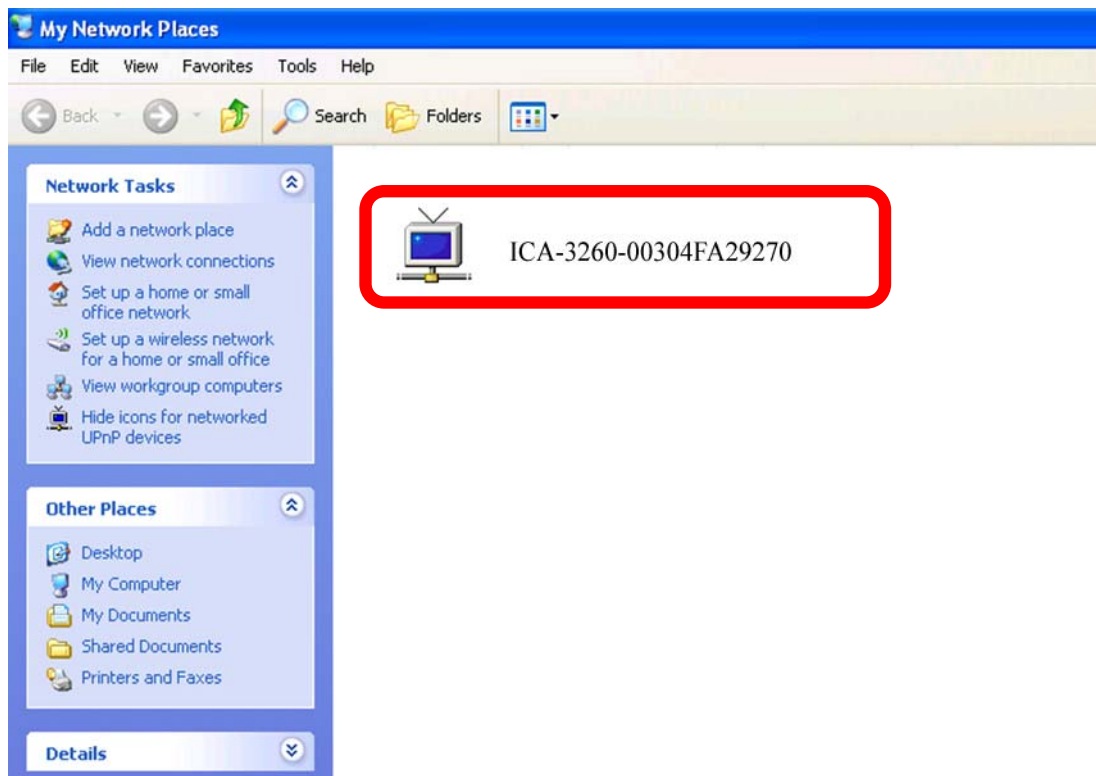 My Network Places
File Edit View Favorites Tools Help
Back Search Folders
Network Tasks
Add a network place
View network connections
Set up a home or small
office network
Set up a wireless network
for a home or small office
View workgroup computers
Hide icons for networked
UPnP devices
ICA-3260-00304FA29270
Other Places
Desktop
My Computer
My Documents
Shared Documents
Printers and Faxes
Details